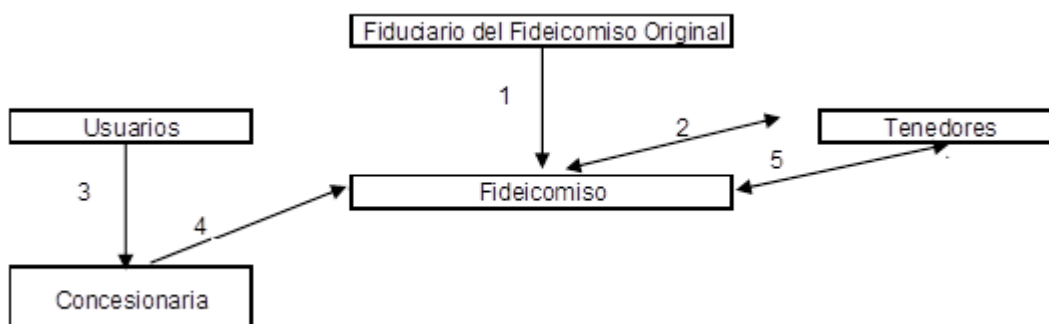 Fiduciario del Fideicomiso Original
1
Usuarios
2
Tenedores
5
3
Fideicomiso
4
Concesionaria